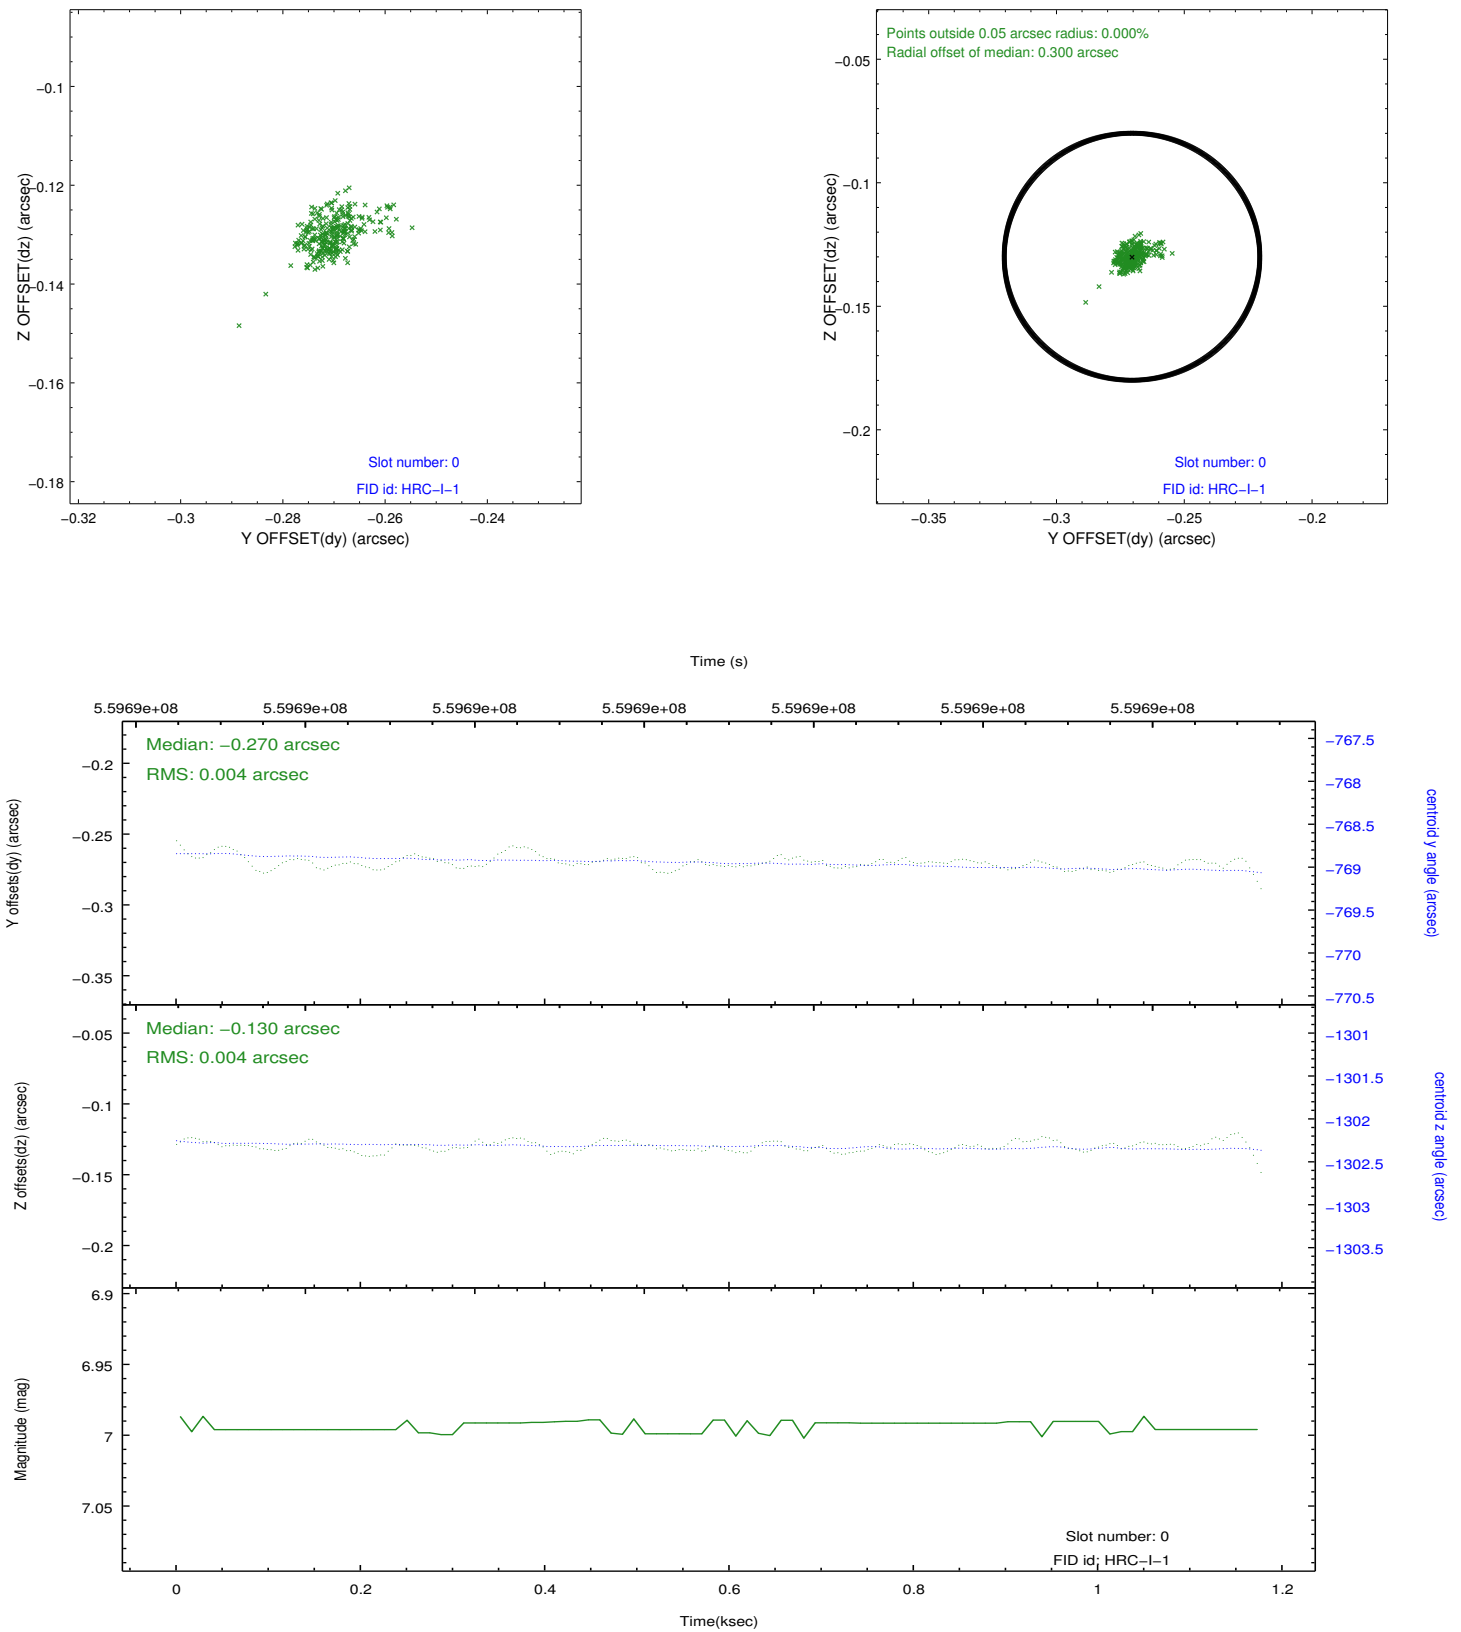 −0.1
−0.12
−0.14
−0.16
−0.18
Z OFFSET(dz) (arcsec)
Slot number: 0
FID id: HRC−I−1
−0.32
−0.3
−0.28
−0.26
−0.24
Y OFFSET(dy) (arcsec)
Points outside 0.05 arcsec radius: 0.000%
Radial offset of median: 0.300 arcsec
−0.05
−0.1
−0.15
−0.2
Z OFFSET(dz) (arcsec)
Slot number: 0
FID id: HRC−I−1
−0.35
−0.3
−0.25
−0.2
Y OFFSET(dy) (arcsec)
Time (s)
5.5969e+08
5.5969e+08
5.5969e+08
5.5969e+08
5.5969e+08
5.5969e+08
5.5969e+08
Median: −0.270 arcsec
RMS: 0.004 arcsec
−0.2
−0.25
−0.3
−0.35
Y offsets(dy) (arcsec)
−767.5
−768
−768.5
−769
−769.5
−770
−770.5
centroid y angle (arcsec)
Median: −0.130 arcsec
RMS: 0.004 arcsec
−0.05
−0.1
−0.15
−0.2
Z offsets(dz) (arcsec)
−1301
−1301.5
−1302
−1302.5
−1303
−1303.5
centroid z angle (arcsec)
6.9
6.95
7
7.05
Magnitude (mag)
Slot number: 0
FID id: HRC−I−1
0
0.2
0.4
0.6
0.8
1
1.2
Time(ksec)